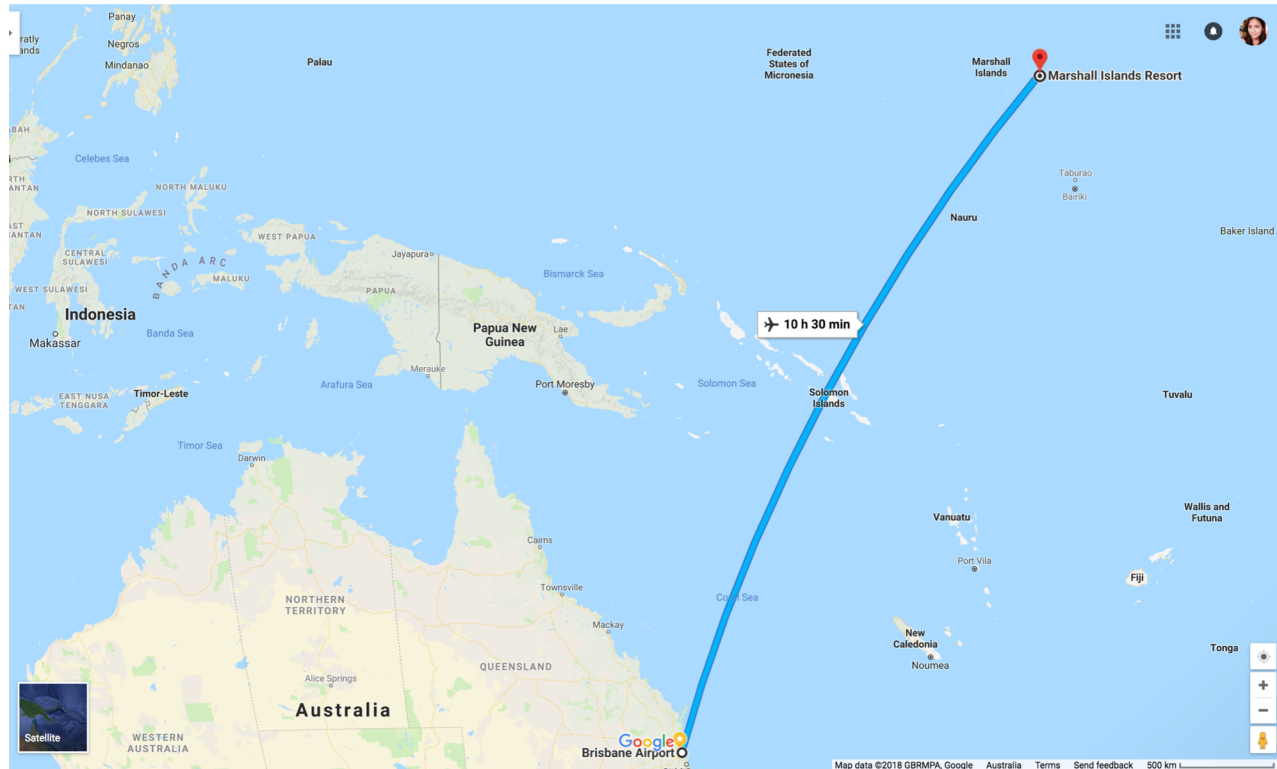 Panay
Negros
Mindanao
Palau
Federated
States of
Micronesia
Marshall
Islands
Marshall Islands Resort
Celebes Sea
NORTH MALUKU
NORTH SULAWESI
Taburao
Bairiki
Nauru
Baker Island
WEST PAPUA
CENTRAL
SULAWESI
BANDA ARC
MALUKU
Jayapura
PAPUA
Bismarck Sea
WEST SULAWESI
Indonesia
Makassar
Banda Sea
Papua New
Guinea
Lae
10 h 30 min
Merauke
Arafura Sea
Port Moresby
Solomon Sea
Solomon
Islands
Tuvalu
EAST NUSA
TENGGARA
Timor-Leste
Timor Sea
Darwin
Wallis and
Futuna
Vanuatu
Port Vila
Fiji
Cairns
Townsville
Mackay
Coral Sea
NORTHERN
TERRITORY
New
Caledonia
Noumea
Tonga
QUEENSLAND
Alice Springs
Australia
Satellite
WESTERN
AUSTRALIA
Google
Brisbane Airport
Map data ©2018 GBRMPA, Google Australia Terms Send feedback 500 km